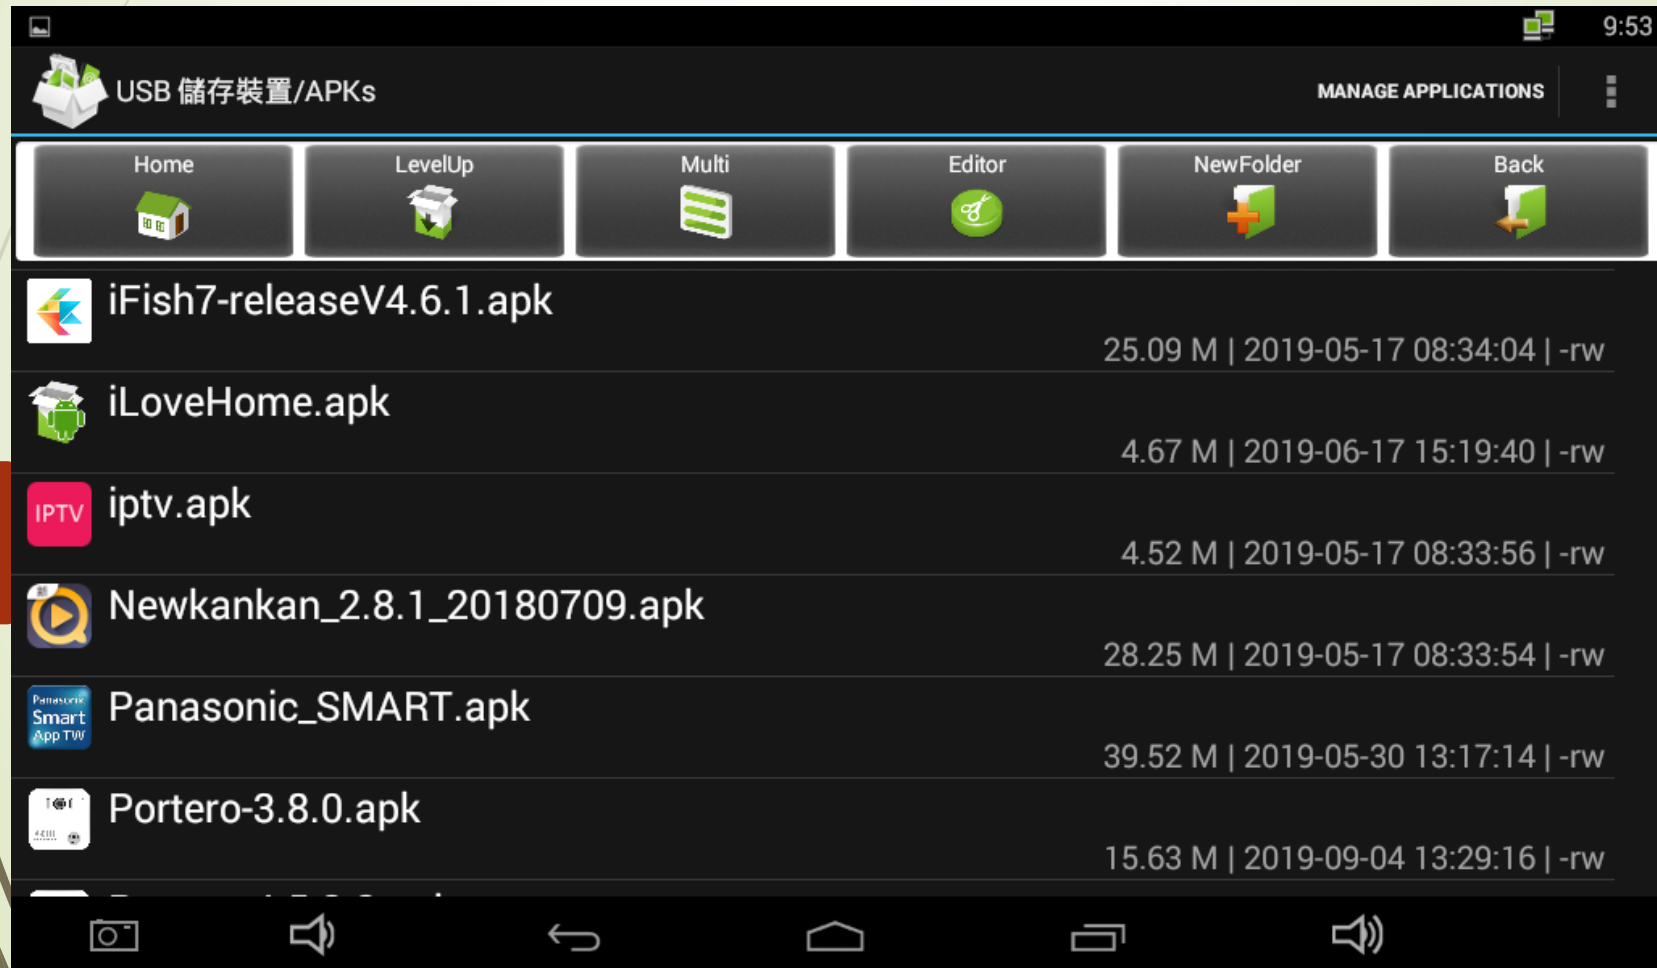 9:53
USB 儲存裝置/APKs
MANAGE APPLICATIONS
Home
LevelUp
Multi
Editor
NewFolder
Back
iFish7-releaseV4.6.1.apk
25.09 M | 2019-05-17 08:34:04 | -rw
iLoveHome.apk
4.67 M | 2019-06-17 15:19:40 | -rw
IPTV
iptv.apk
4.52 M | 2019-05-17 08:33:56 | -rw
新
Newkankan_2.8.1_20180709.apk
28.25 M | 2019-05-17 08:33:54 | -rw
Panasonic
Smart
App TW
Panasonic_SMART.apk
39.52 M | 2019-05-30 13:17:14 | -rw
Portero-3.8.0.apk
15.63 M | 2019-09-04 13:29:16 | -rw